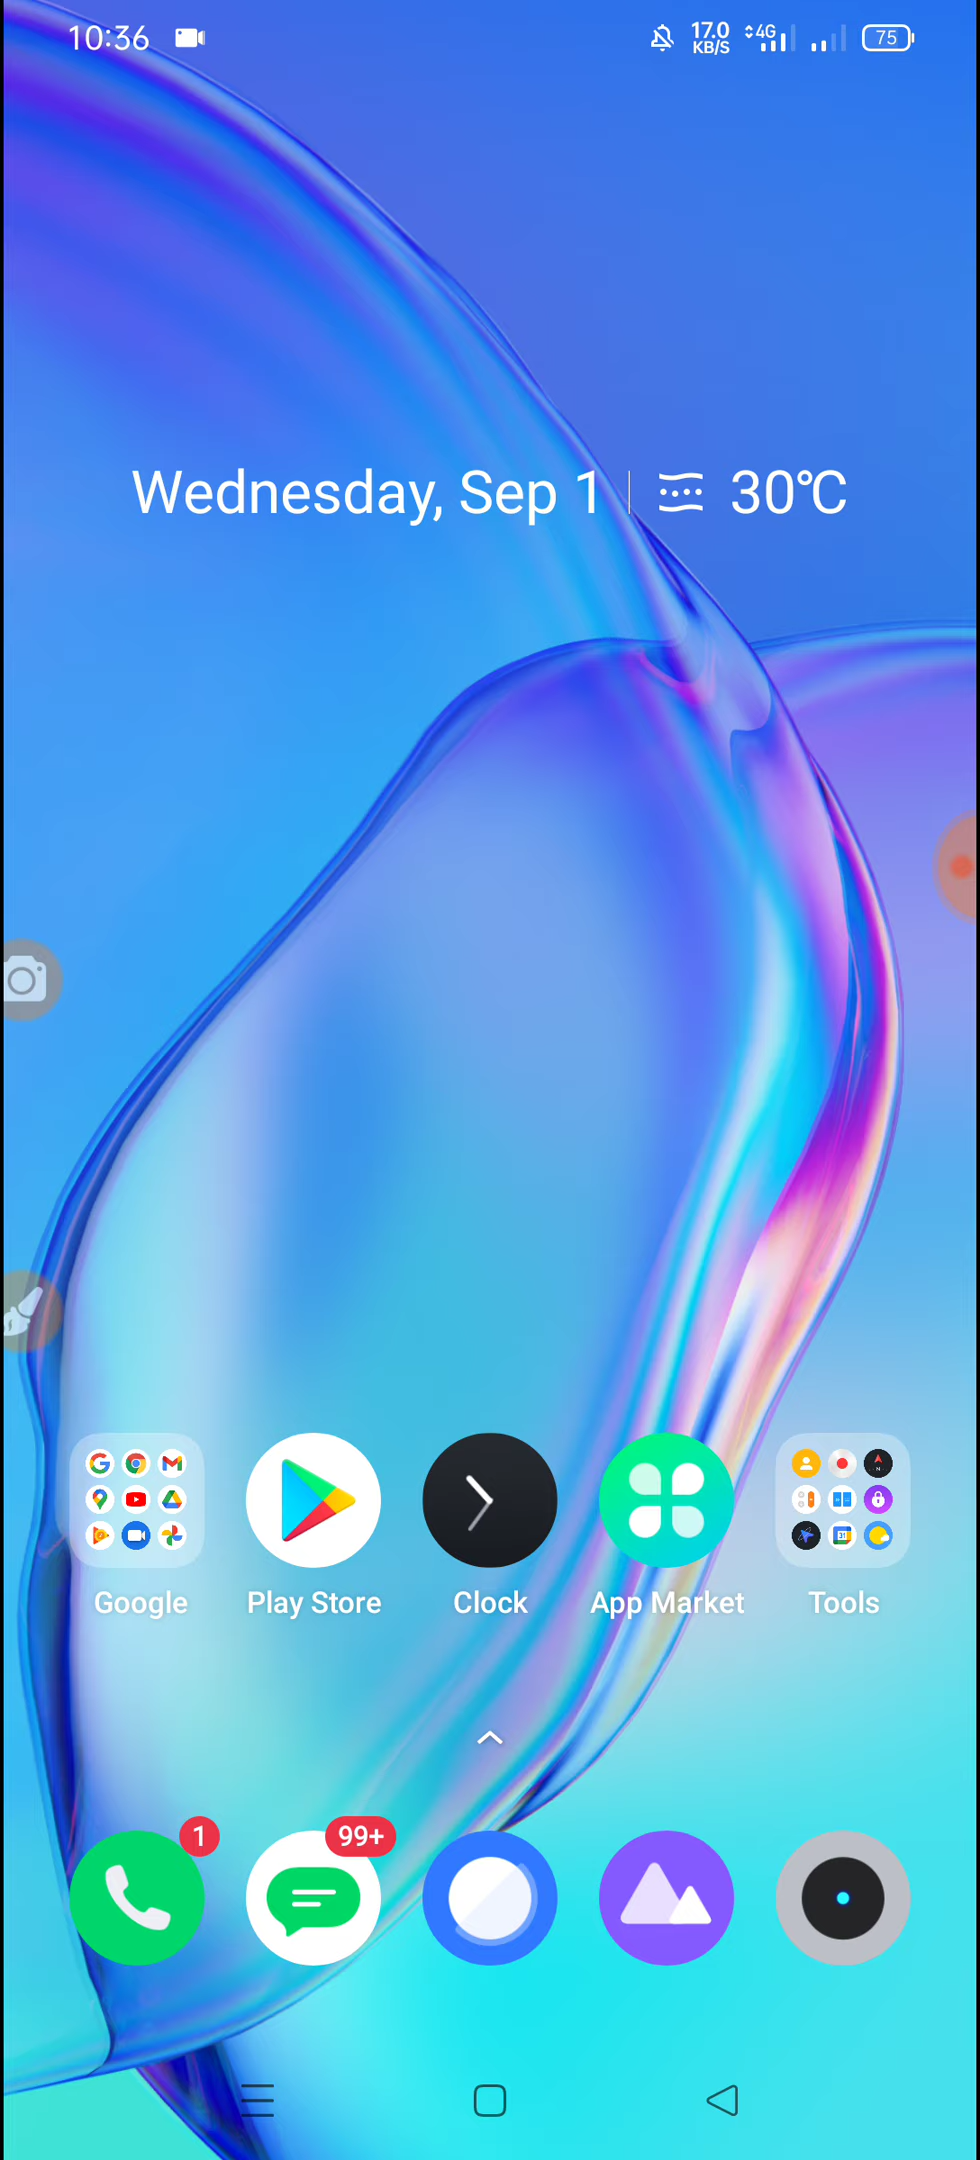 10:36 17.0 KB/S 4G 75
Wednesday, Sep 1 30℃
Google Play Store Clock App Market Tools
1 99+